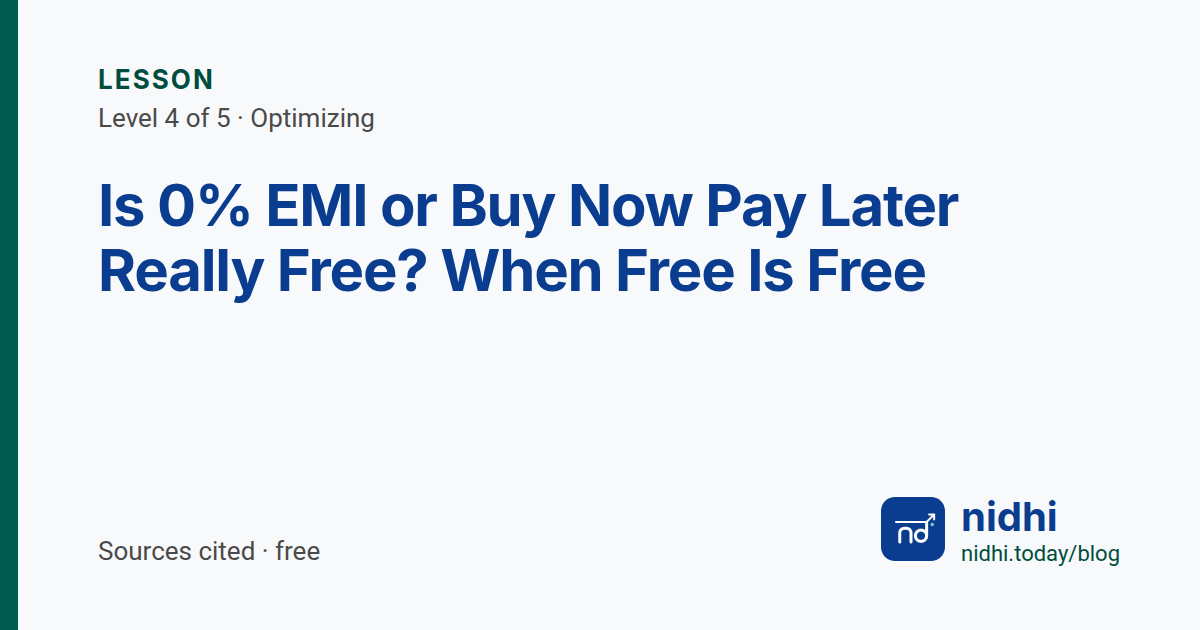 LESSON
Level 4 of 5 · Optimizing
Is 0% EMI or Buy Now Pay Later
Really Free? When Free Is Free
Sources cited · free
nd
nidhi
nidhi.today/blog